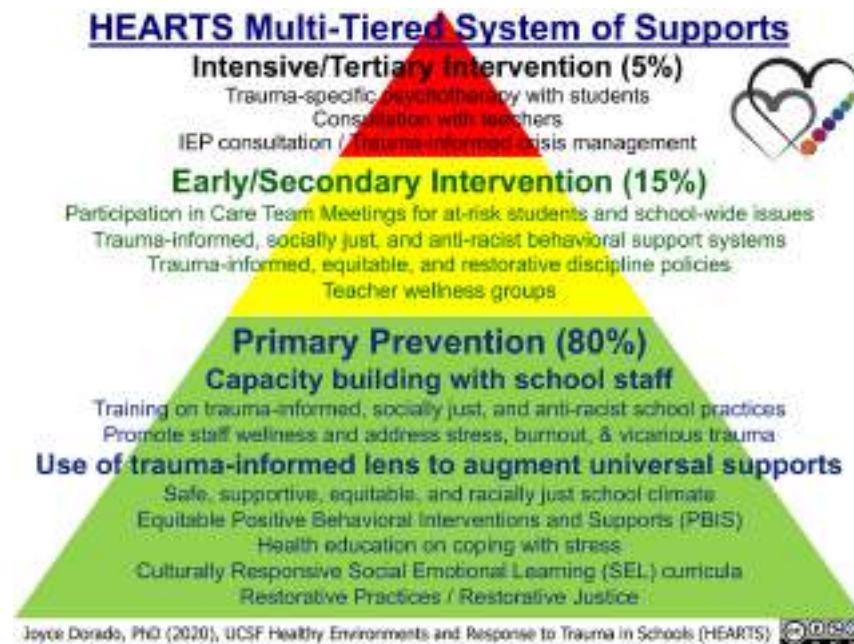 HEARTS Multi-Tiered System of Supports
Intensive/Tertiary Intervention (5%)
Trauma-specific psychotherapy with students
Consultation with teachers
IEP consultation / Trauma-informed crisis management
Early/Secondary Intervention (15%)
Participation in Care Team Meetings for at-risk students and school-wide issues
Trauma-informed, socially just, and anti-racist behavioral support systems
Trauma-informed, equitable, and restorative discipline policies
Teacher wellness groups
Primary Prevention (80%)
Capacity building with school staff
Training on trauma-informed, socially just, and anti-racist school practices
Promote staff wellness and address stress, burnout, & vicarious trauma
Use of trauma-informed lens to augment universal supports
Safe, supportive, equitable, and racially just school climate
Equitable Positive Behavioral Interventions and Supports (PBIS)
Health education on coping with stress
Culturally Responsive Social Emotional Learning (SEL) curricula
Restorative Practices / Restorative Justice
Joyce Dorado, PhD (2020), UCSF Healthy Environments and Response to Trauma in Schools (HEARTS)